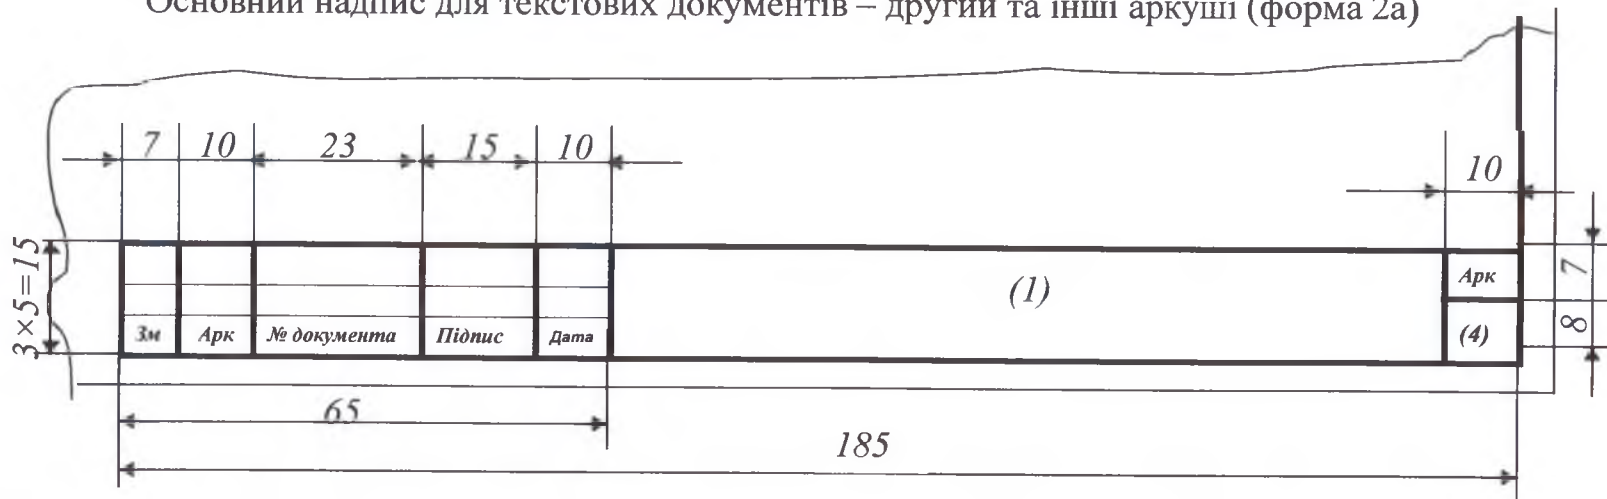 Основний надпис для текстових документів – другий та інші аркуші (форма 2а)
7 10 23 15 10
10
3×5=15
(1)
Арк
7
Зм Арк № документа Підпис Дата
(4)
8
65
185